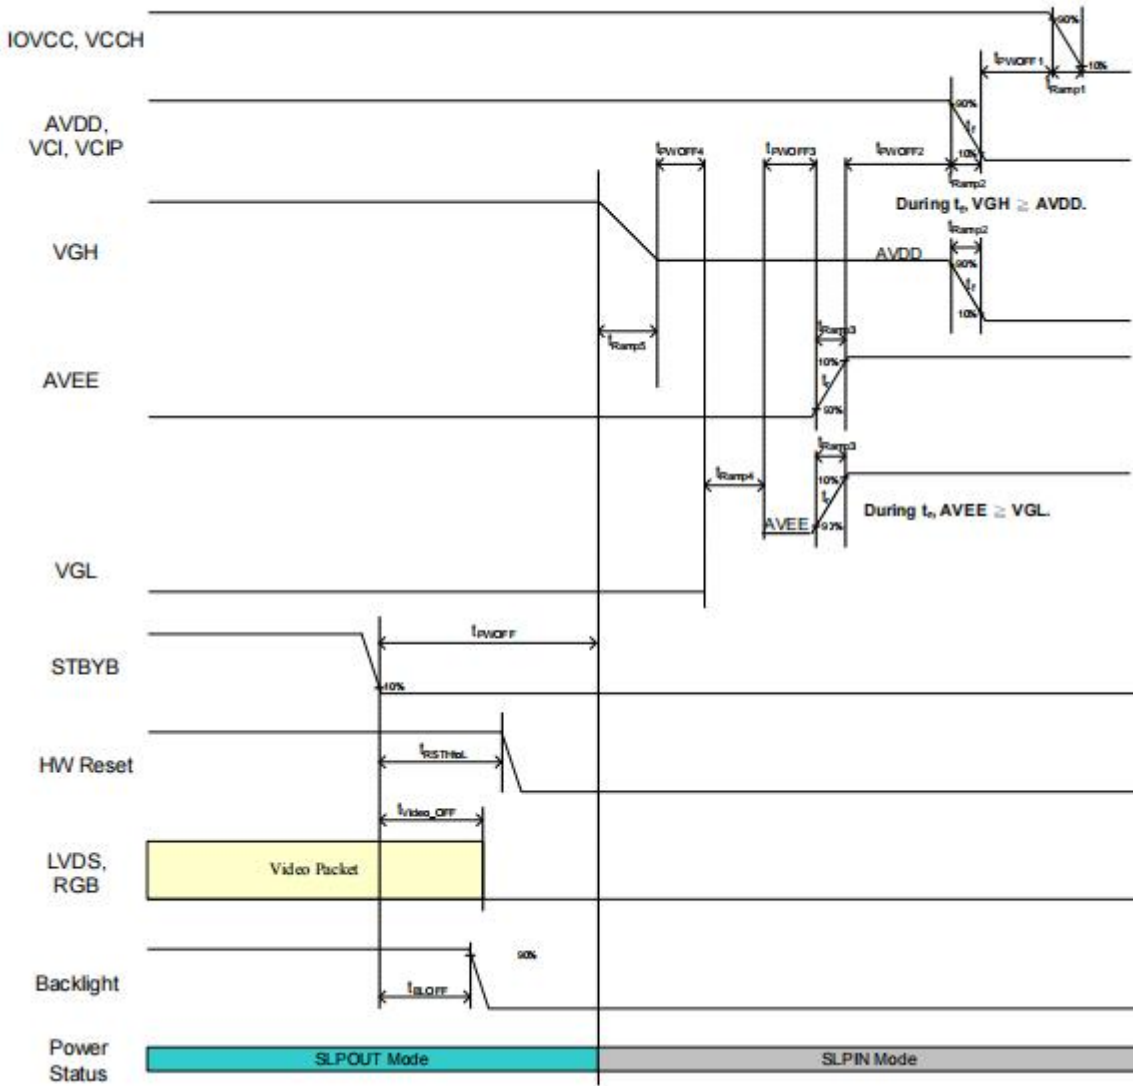 IOVCC, VCCH
90%
10%
tPWOFF1
tRamp1
AVDD,
VCI, VCIP
90%
tf
10%
tPWOFF4
tPWOFF3
tPWOFF2
tRamp2
During tf, VGH ≧ AVDD.
VGH
tRamp2
AVDD
90%
tf
10%
tRamp5
tRamp3
AVEE
10%
tr
90%
tRamp3
tRamp4
10%
tr
During tr, AVEE ≧ VGL.
AVEE
90%
VGL
tPWOFF
STBYB
10%
HW Reset
tRSTHtoL
tVideo_OFF
LVDS,
RGB
Video Packet
90%
Backlight
tBLOFF
Power
Status
SLPOUT Mode
SLPIN Mode